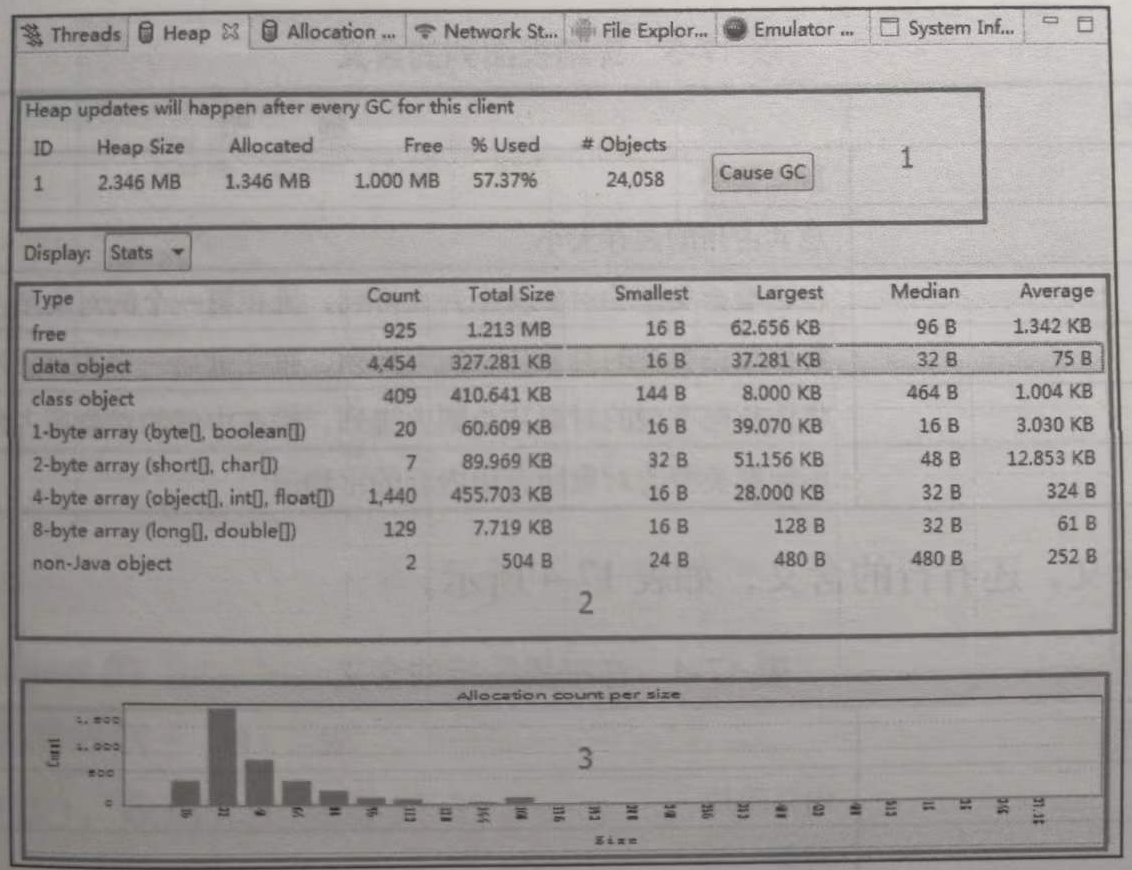 Threads Heap Allocation ... Network St... File Explor... Emulator ... System Inf...
Heap updates will happen after every GC for this client
ID Heap Size Allocated Free % Used # Objects
1 2.346 MB 1.346 MB 1.000 MB 57.37% 24,058 Cause GC
1
Display: Stats
Type Count Total Size Smallest Largest Median Average
free 925 1.213 MB 16 B 62.656 KB 96 B 1.342 KB
data object 4,454 327.281 KB 16 B 37.281 KB 32 B 75 B
class object 409 410.641 KB 144 B 8.000 KB 464 B 1.004 KB
1-byte array (byte[], boolean[]) 20 60.609 KB 16 B 39.070 KB 16 B 3.030 KB
2-byte array (short[], char[]) 7 89.969 KB 32 B 51.156 KB 48 B 12.853 KB
4-byte array (object[], int[], float[]) 1,440 455.703 KB 16 B 28.000 KB 32 B 324 B
8-byte array (long[], double[]) 129 7.719 KB 16 B 128 B 32 B 61 B
non-Java object 2 504 B 24 B 480 B 480 B 252 B
2
Allocation count per size
1,000
500
0
3
Size